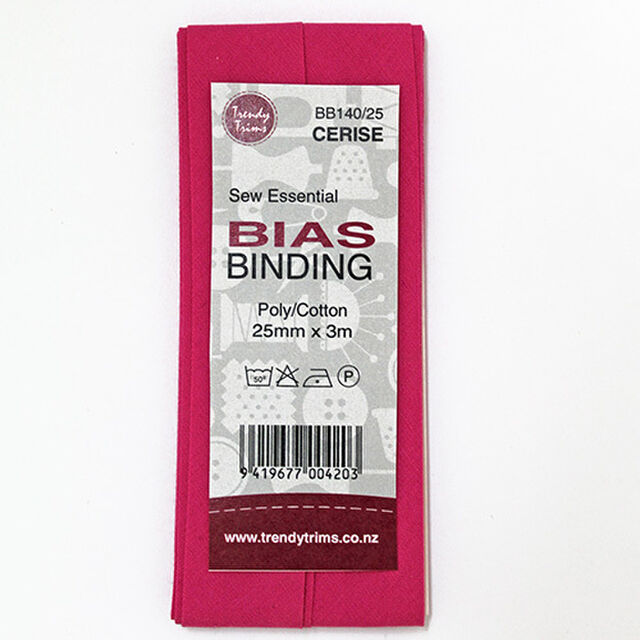 Trendy
Trims
BB140/25
CERISE
Sew Essential
BIAS
BINDING
Poly/Cotton
25mm x 3m
50°
P
9 419677 004203
www.trendytrims.co.nz